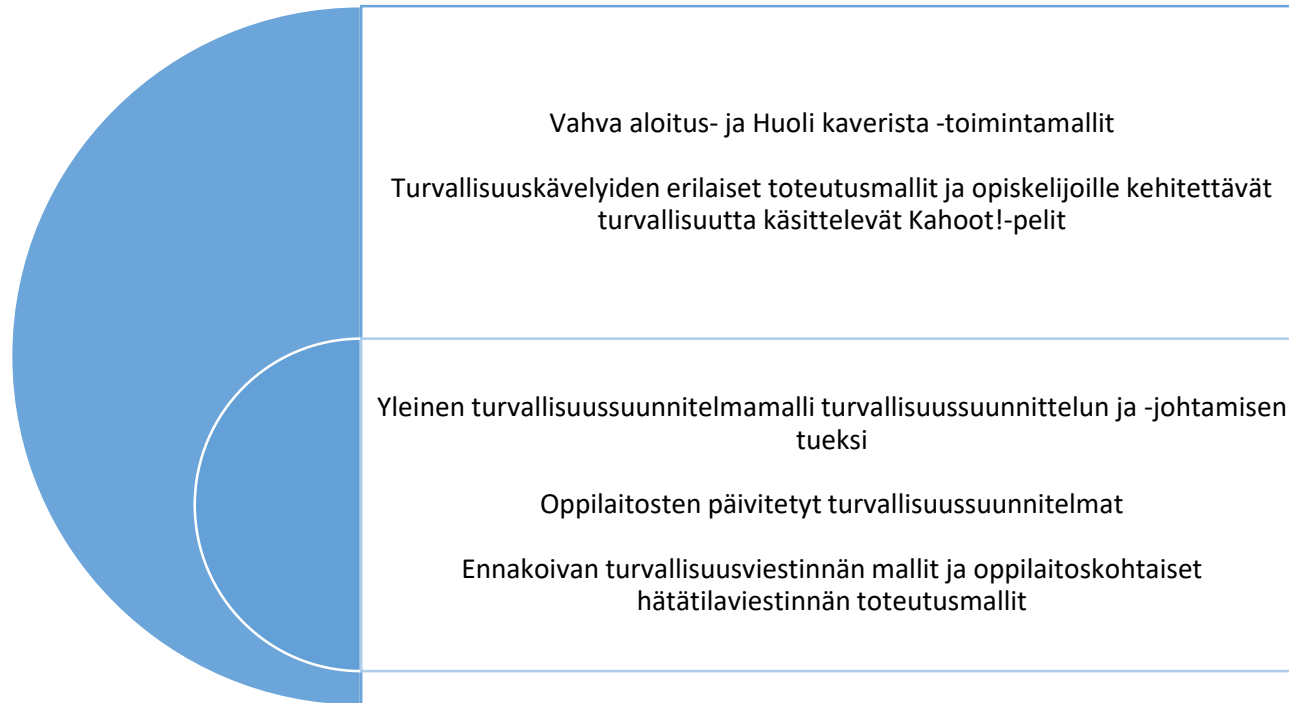 Vahva aloitus- ja Huoli kaverista -toimintamallit
Turvallisuuskävelyiden erilaiset toteutusmallit ja opiskelijoille kehitettävät
turvallisuutta käsittelevät Kahoot!-pelit
Yleinen turvallisuussuunnitelmamalli turvallisuussuunnittelun ja -johtamisen
tueksi
Oppilaitosten päivitetyt turvallisuussuunnitelmat
Ennakoivan turvallisuusviestinnän mallit ja oppilaitoskohtaiset
hätätilaviestinnän toteutusmallit